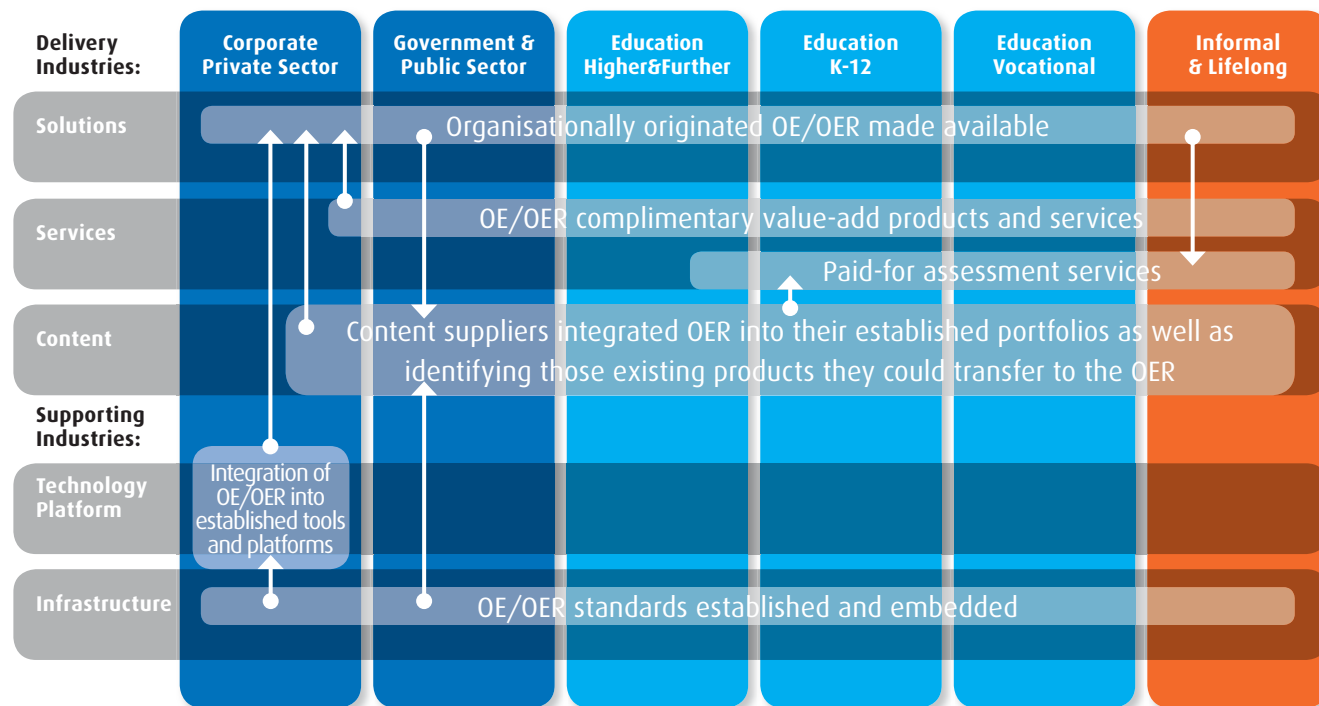 Delivery
Industries:
Corporate
Private Sector
Government &
Public Sector
Education
Higher&Further
Education
K-12
Education
Vocational
Informal
& Lifelong
Solutions
Organisationally originated OE/OER made available
Services
OE/OER complimentary value-add products and services
Paid-for assessment services
Content
Content suppliers integrated OER into their established portfolios as well as
identifying those existing products they could transfer to the OER
Supporting
Industries:
Technology
Platform
Integration of
OE/OER into
established tools
and platforms
Infrastructure
OE/OER standards established and embedded